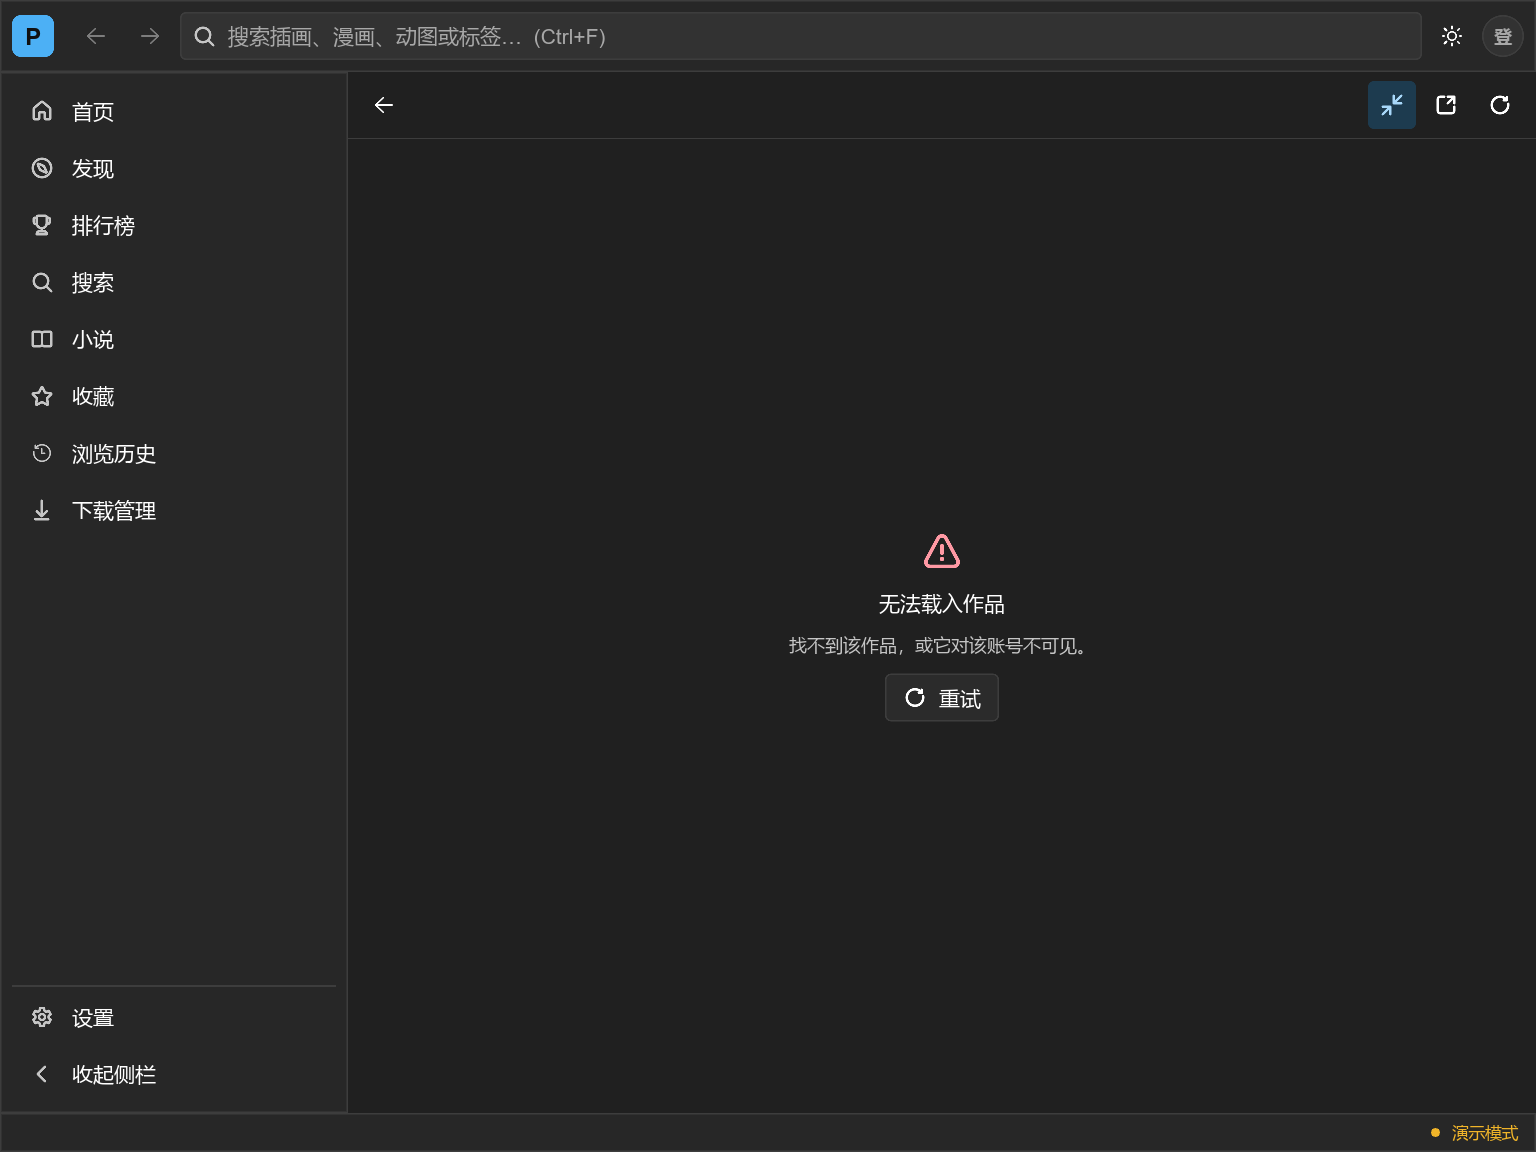 P
搜索插画、漫画、动图或标签… (Ctrl+F)
登
首页
发现
排行榜
搜索
小说
收藏
浏览历史
下载管理
无法载入作品
找不到该作品，或它对该账号不可见。
重试
设置
收起侧栏
演示模式